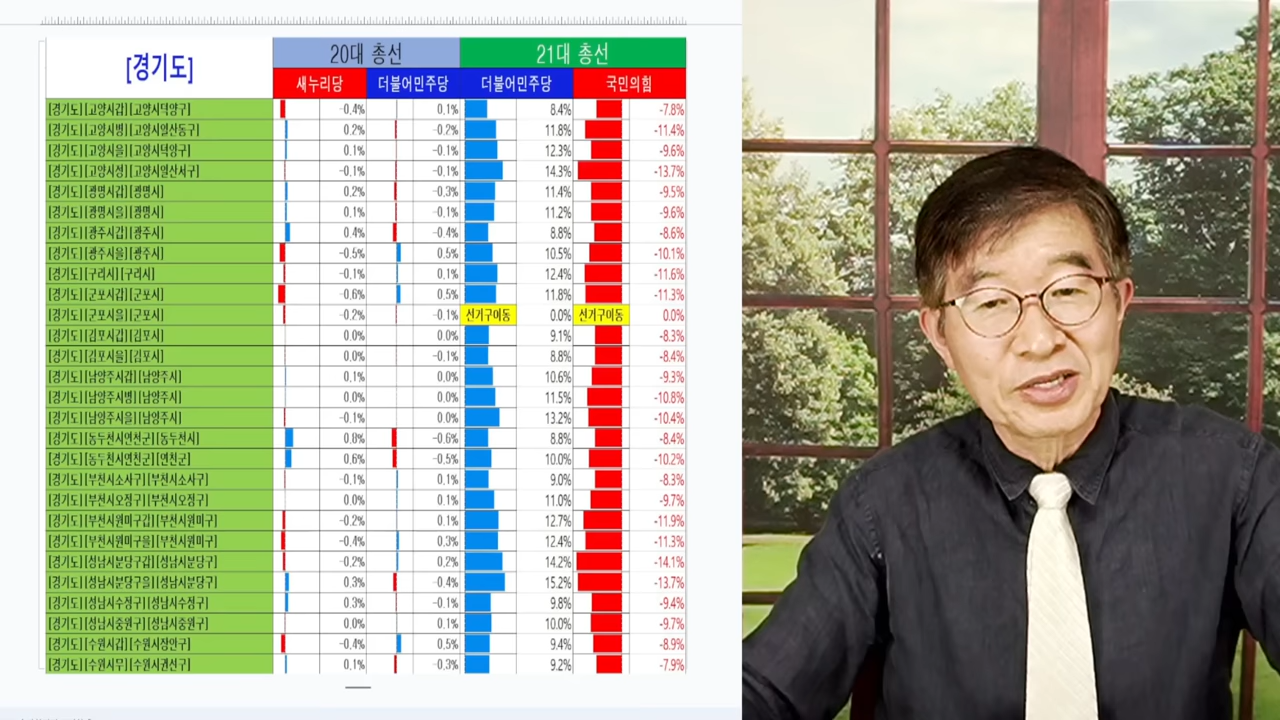 [경기도] 20대 총선 21대 총선
새누리당 더불어민주당 더불어민주당 국민의힘
[경기도][고양시갑][고양시덕양구] -0.4% 0.1% 8.4% -7.8%
[경기도][고양시병][고양시일산동구] 0.2% -0.2% 11.8% -11.4%
[경기도][고양시을][고양시덕양구] 0.1% -0.1% 12.3% -9.6%
[경기도][고양시정][고양시일산서구] -0.1% -0.1% 14.3% -13.7%
[경기도][광명시갑][광명시] 0.2% -0.3% 11.4% -9.5%
[경기도][광명시을][광명시] 0.1% -0.1% 11.2% -9.6%
[경기도][광주시갑][광주시] 0.4% -0.4% 8.8% -8.6%
[경기도][광주시을][광주시] -0.5% 0.5% 10.5% -10.1%
[경기도][구리시][구리시] -0.1% 0.1% 12.4% -11.6%
[경기도][군포시갑][군포시] -0.6% 0.5% 11.8% -11.3%
[경기도][군포시을][군포시] -0.2% -0.1% 선기구이동 0.0% 선기구이동 0.0%
[경기도][김포시갑][김포시] 0.0% 0.0% 9.1% -8.3%
[경기도][김포시을][김포시] 0.0% -0.1% 8.8% -8.4%
[경기도][남양주시갑][남양주시] 0.1% 0.0% 10.6% -9.3%
[경기도][남양주시병][남양주시] 0.0% 0.0% 11.5% -10.8%
[경기도][남양주시을][남양주시] -0.1% 0.0% 13.2% -10.4%
[경기도][동두천시연천군][동두천시] 0.8% -0.6% 8.8% -8.4%
[경기도][동두천시연천군][연천군] 0.6% -0.5% 10.0% -10.2%
[경기도][부천시소사구][부천시소사구] -0.1% 0.1% 9.0% -8.3%
[경기도][부천시오정구][부천시오정구] 0.0% 0.1% 11.0% -9.7%
[경기도][부천시원미구갑][부천시원미구] -0.2% 0.1% 12.7% -11.9%
[경기도][부천시원미구을][부천시원미구] -0.4% 0.3% 12.4% -11.3%
[경기도][성남시분당구갑][성남시분당구] -0.2% 0.2% 14.2% -14.1%
[경기도][성남시분당구을][성남시분당구] 0.3% -0.4% 15.2% -13.7%
[경기도][성남시수정구][성남시수정구] 0.3% -0.1% 9.8% -9.4%
[경기도][성남시중원구][성남시중원구] 0.0% 0.1% 10.0% -9.7%
[경기도][수원시갑][수원시장안구] -0.4% 0.5% 9.4% -8.9%
[경기도][수원시무][수원시권선구] 0.1% -0.3% 9.2% -7.9%